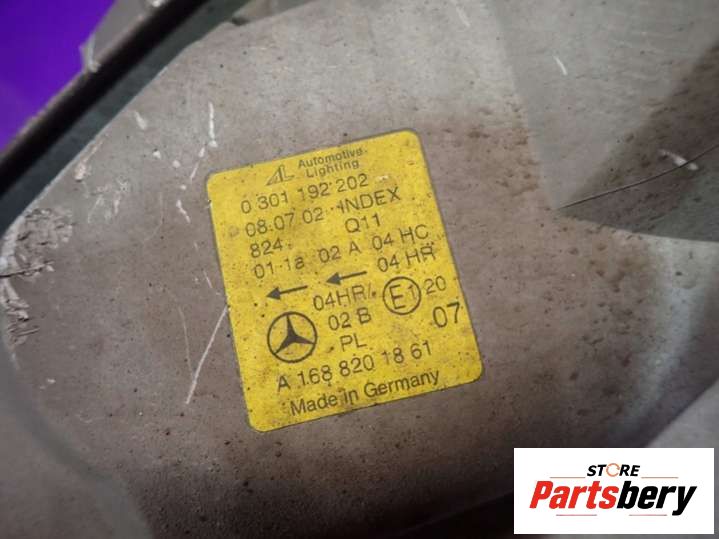 AL Automotive
Lighting
0 301 192 202
08.07.02 INDEX
824 Q11
01-1a 02 A 04 HC
04 HR
04HR/
02 B E1 20
PL 07
A 168 820 18 61
Made in Germany
STORE
Partsbery